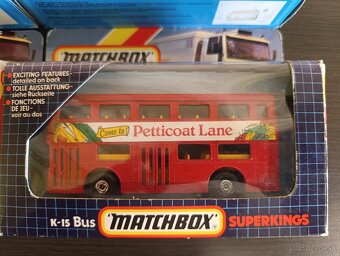 MATCHBOX
• EXCITING FEATURES
detailed on back
• TOLLE AUSSTATTUNG—
siehe Rückseite
• FONCTIONS
DE JEU—
voir au dos
Come to!
Petticoat Lane
K-15 Bus
"MATCHBOX"
SUPERKINGS